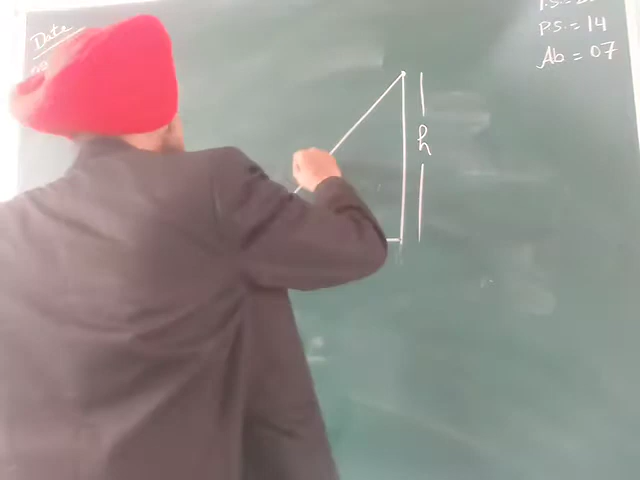 Date
P.S. = 14
Ab = 07
h